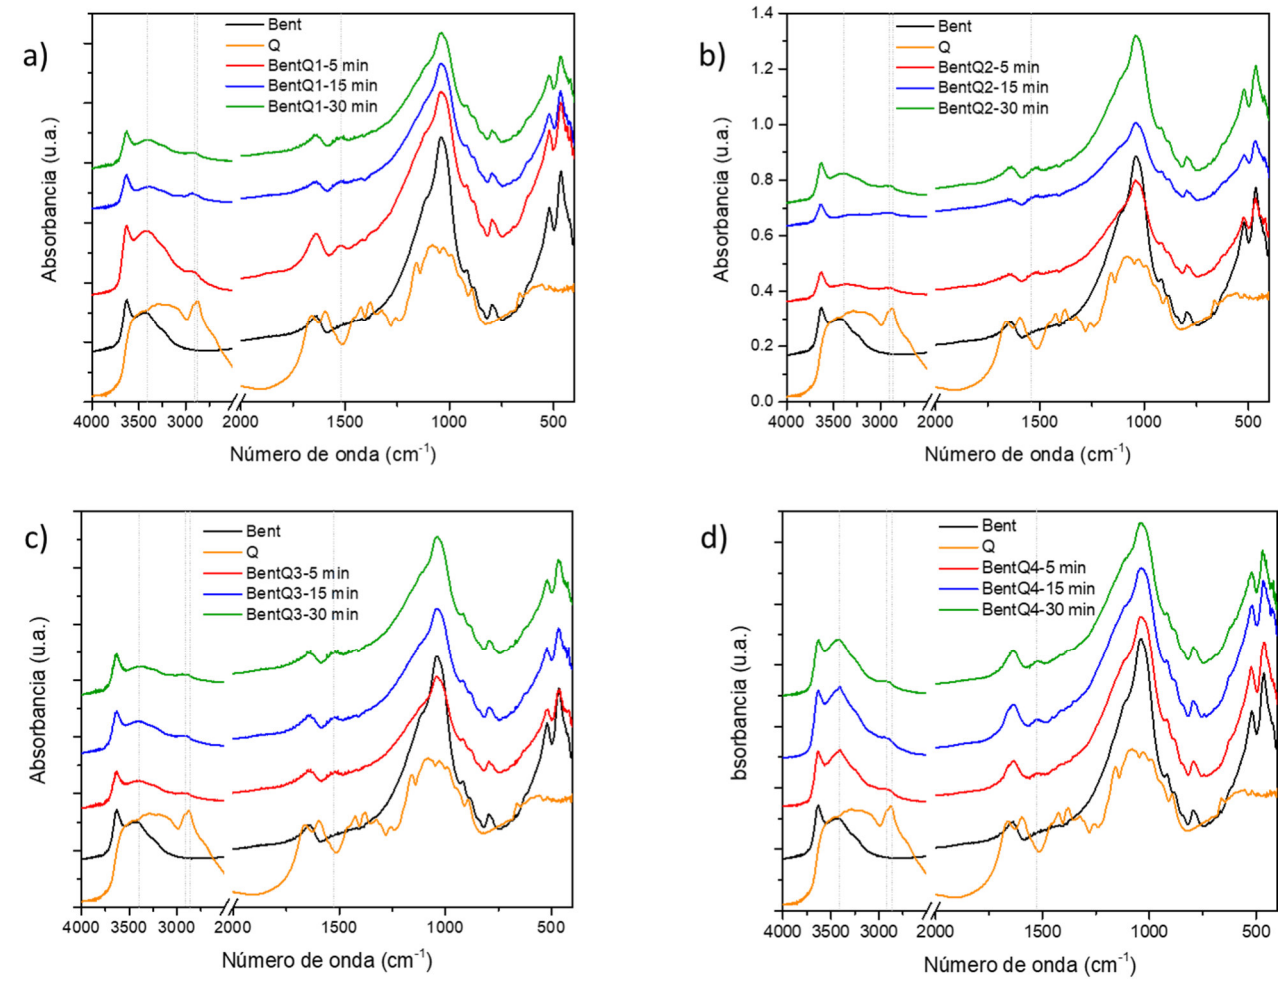 a)
Bent
Q
BentQ1-5 min
BentQ1-15 min
BentQ1-30 min
Absorbancia (u.a.)
4000 3500 3000 2000 1500 1000 500
Número de onda (cm-1)
b)
Bent
Q
BentQ2-5 min
BentQ2-15 min
BentQ2-30 min
Absorbancia (u.a.)
1.4
1.2
1.0
0.8
0.6
0.4
0.2
0.0
4000 3500 3000 2000 1500 1000 500
Número de onda (cm-1)
c)
Bent
Q
BentQ3-5 min
BentQ3-15 min
BentQ3-30 min
Absorbancia (u.a.)
4000 3500 3000 2000 1500 1000 500
Número de onda (cm-1)
d)
Bent
Q
BentQ4-5 min
BentQ4-15 min
BentQ4-30 min
bsorbancia (u.a.)
4000 3500 3000 2000 1500 1000 500
Número de onda (cm-1)